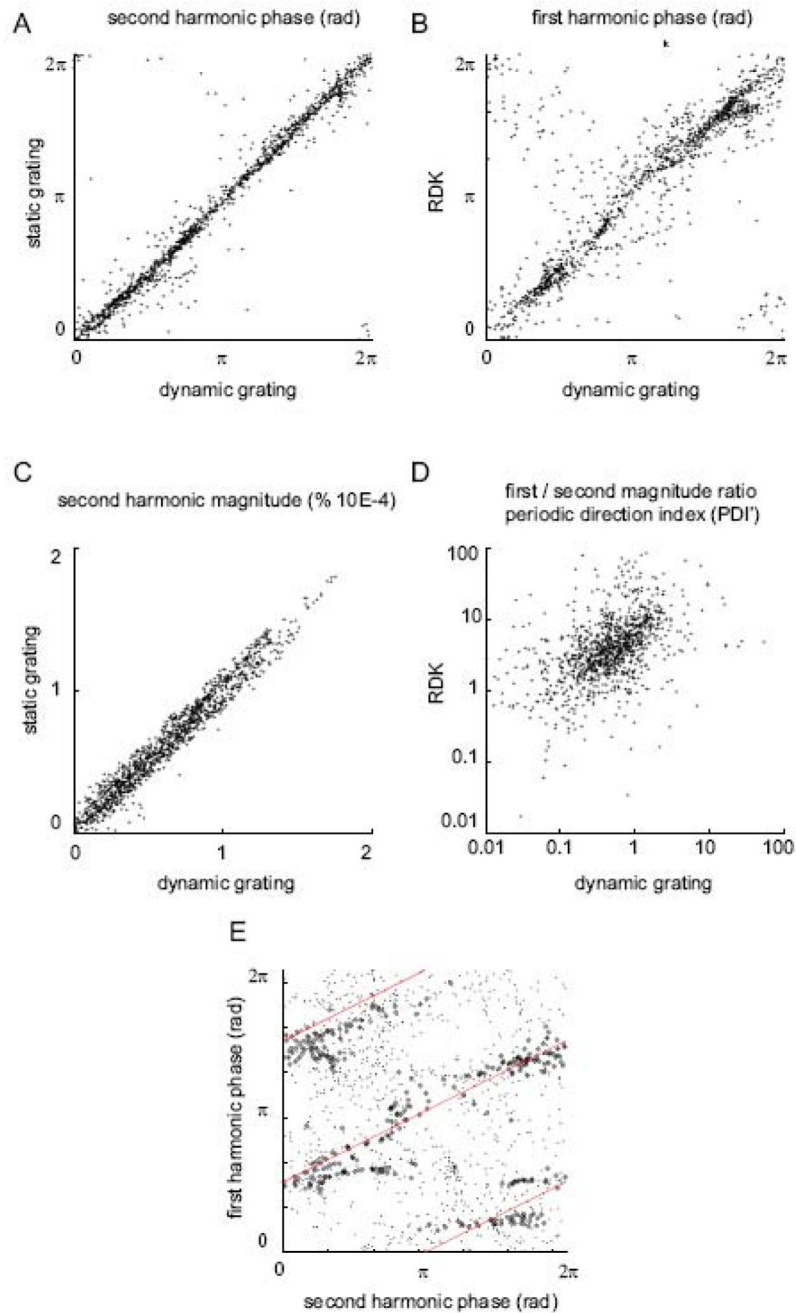 A
second harmonic phase (rad)
2π
static grating
π
0
0 π 2π
dynamic grating
B
first harmonic phase (rad)
k
2π
RDK
π
0
0 π 2π
dynamic grating
C
second harmonic magnitude (% 10E-4)
2
static grating
1
0
0 1 2
dynamic grating
D
first / second magnitude ratio
periodic direction index (PDI')
100
10
RDK
1
0.1
0.01
0.01 0.1 1 10 100
dynamic grating
E
2π
first harmonic phase (rad)
π
0
0 π 2π
second harmonic phase (rad)